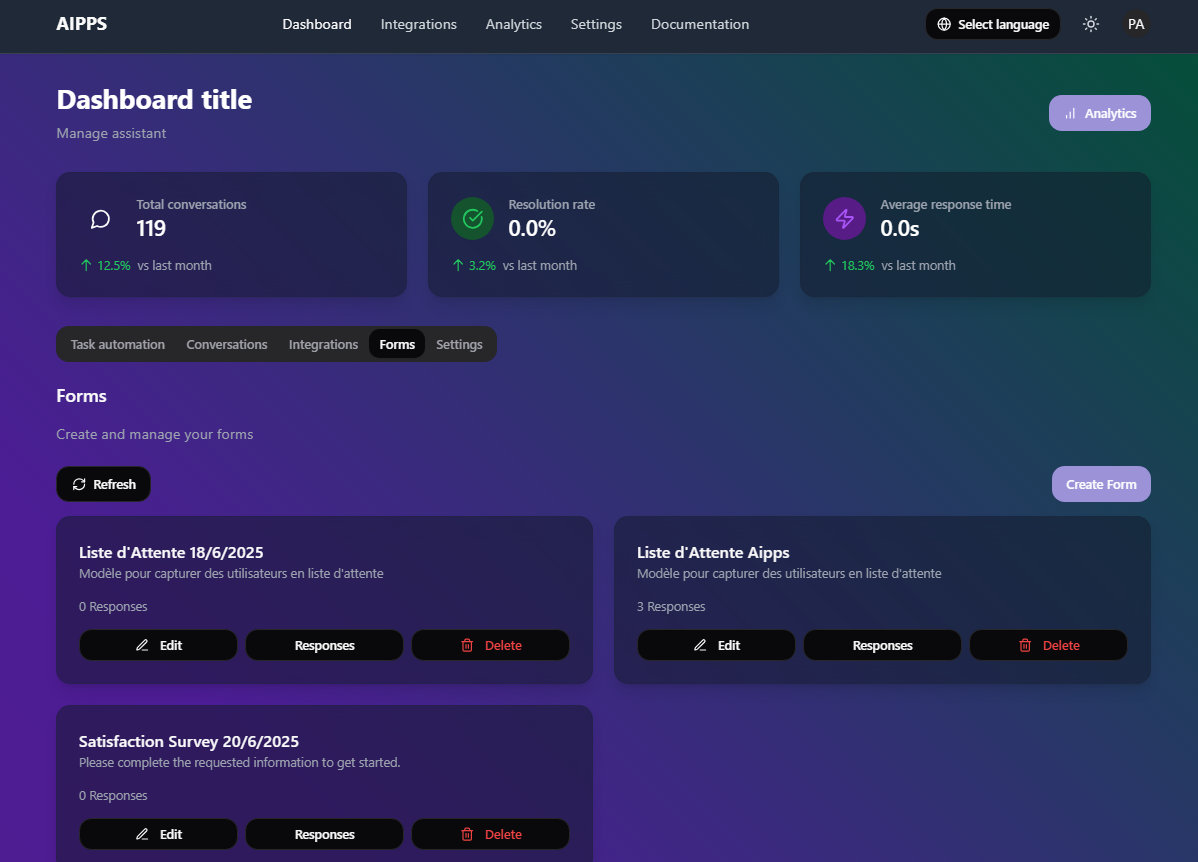 AIPPS
Dashboard Integrations Analytics Settings Documentation
Select language
PA
Dashboard title
Manage assistant
Analytics
Total conversations
119
12.5% vs last month
Resolution rate
0.0%
3.2% vs last month
Average response time
0.0s
18.3% vs last month
Task automation Conversations Integrations Forms Settings
Forms
Create and manage your forms
Refresh
Create Form
Liste d'Attente 18/6/2025
Modèle pour capturer des utilisateurs en liste d'attente
0 Responses
Edit Responses Delete
Liste d'Attente Aipps
Modèle pour capturer des utilisateurs en liste d'attente
3 Responses
Edit Responses Delete
Satisfaction Survey 20/6/2025
Please complete the requested information to get started.
0 Responses
Edit Responses Delete